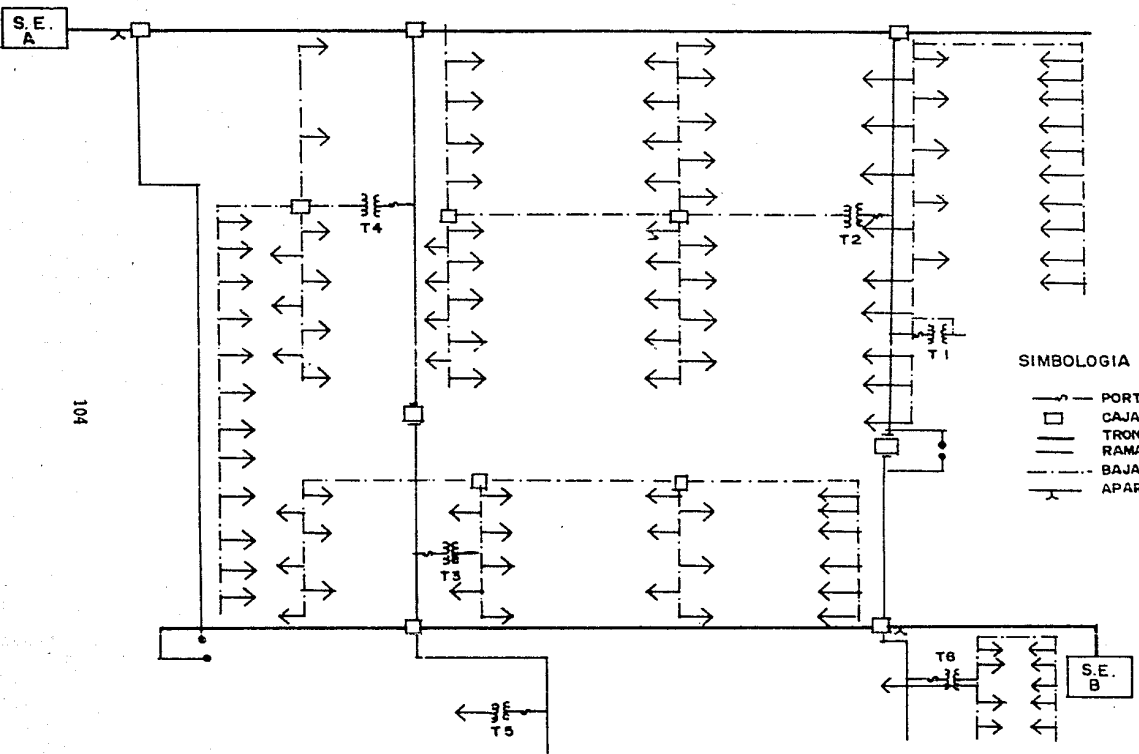 S.E.
A
T4
T2
T1
SIMBOLOGIA
PORT
CAJA
TRON
RAMA
BAJA
APAR
104
T3
T6
S.E.
B
T5